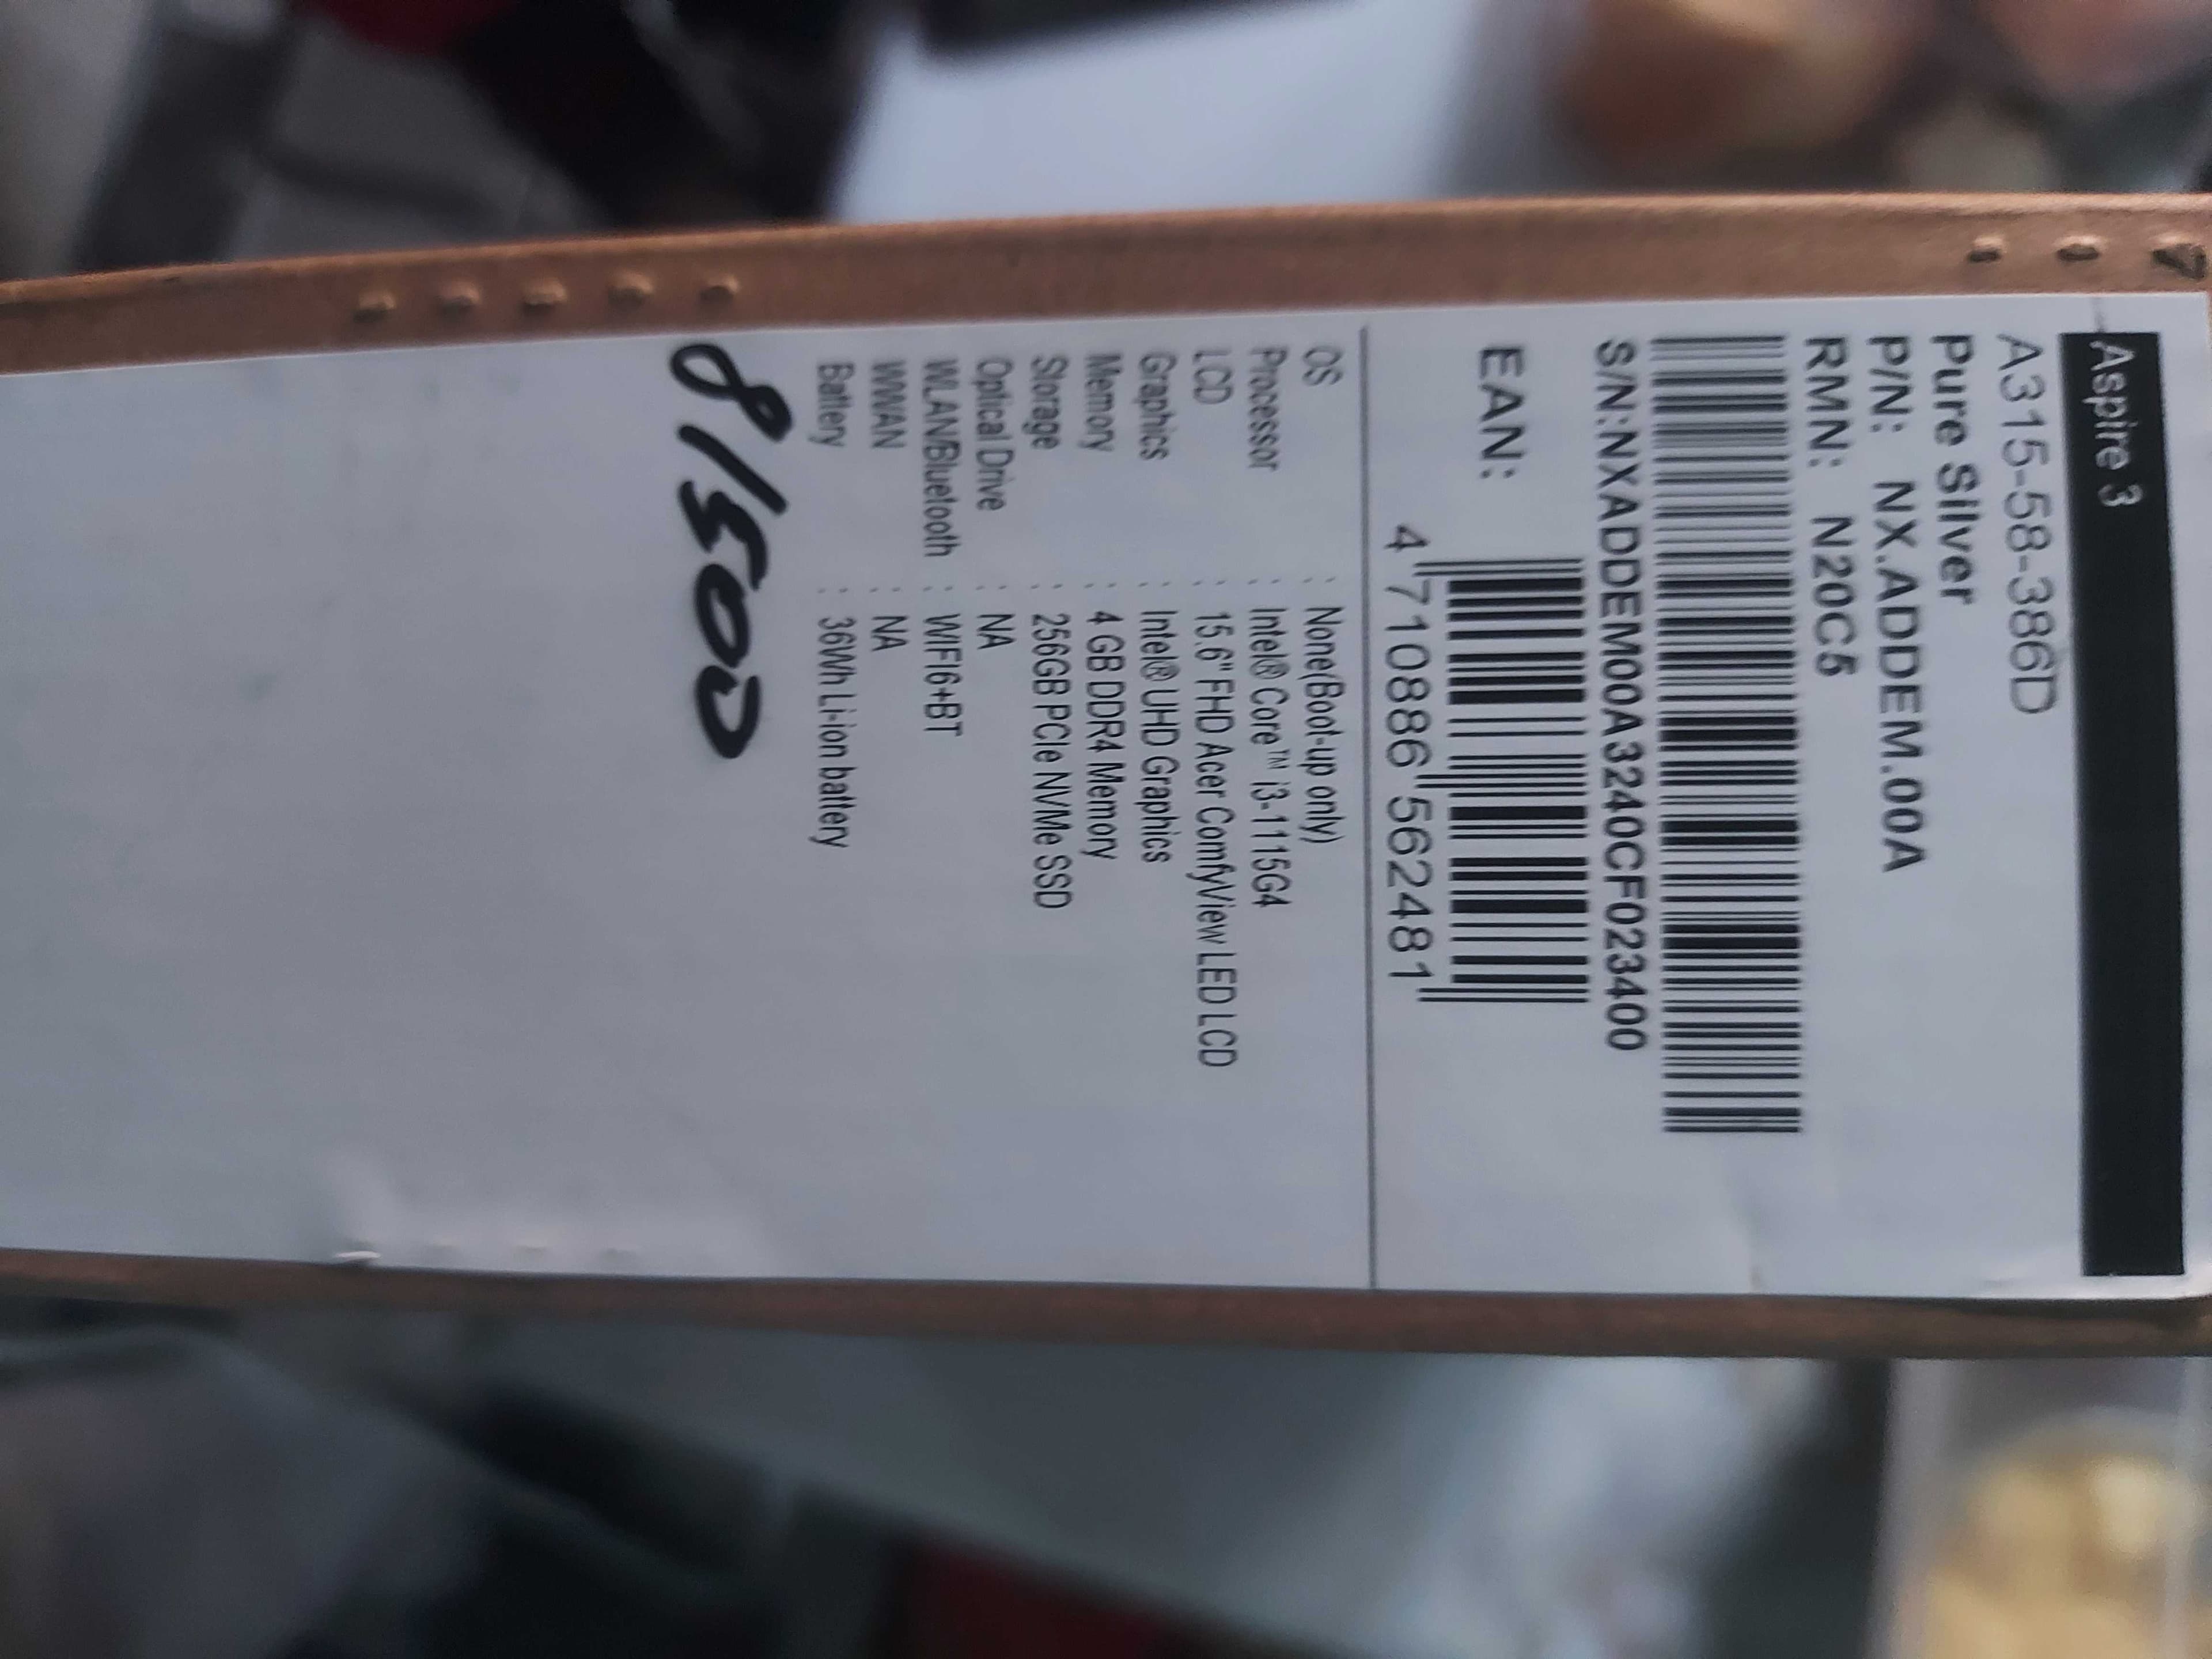 Aspire 3
A315-58-386D
Pure Silver
P/N: NX.ADDEM.00A
RMN: N20C5
S/N:NXADDEM00A3240CF023400
EAN:
4 710886 562481
OS : None(Boot-up only)
Processor : Intel® Core™ i3-1115G4
LCD : 15.6" FHD Acer ComfyView LED LCD
Graphics : Intel® UHD Graphics
Memory : 4 GB DDR4 Memory
Storage : 256GB PCIe NVMe SSD
Optical Drive : NA
WLAN/Bluetooth : WIFI6+BT
WWAN : NA
Battery : 36Wh Li-ion battery
8/500